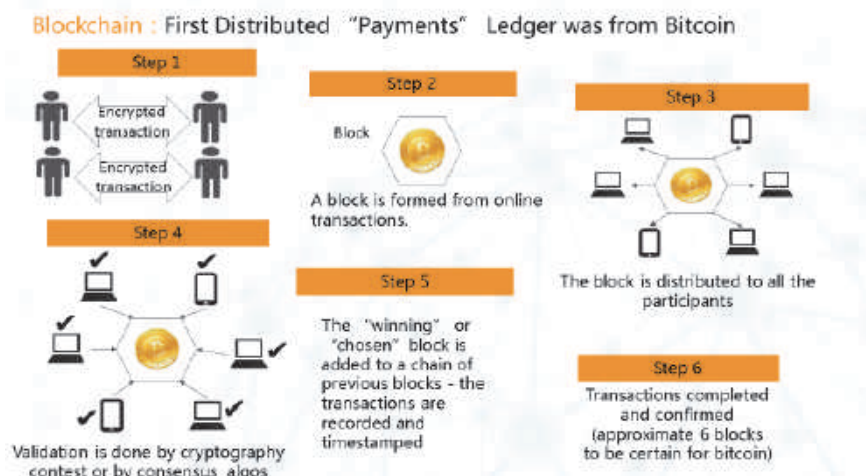 Blockchain : First Distributed “Payments” Ledger was from Bitcoin
Step 1
Encrypted
transaction
Encrypted
transaction
Step 2
Block
A block is formed from online
transactions.
Step 3
The block is distributed to all the
participants
Step 4
Validation is done by cryptography
contest or by consensus algos
Step 5
The “winning” or
“chosen” block is
added to a chain of
previous blocks - the
transactions are
recorded and
timestamped
Step 6
Transactions completed
and confirmed
(approximate 6 blocks
to be certain for bitcoin)